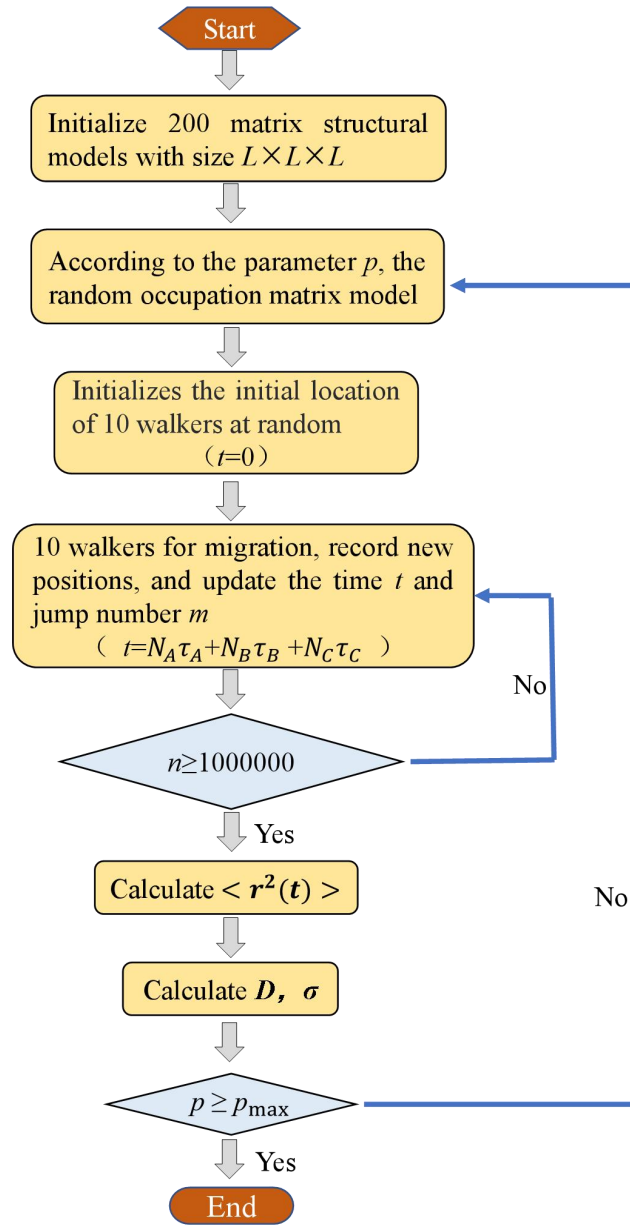 Start
Initialize 200 matrix structural
models with size L×L×L
According to the parameter p, the
random occupation matrix model
Initializes the initial location
of 10 walkers at random
（t=0）
10 walkers for migration, record new
positions, and update the time t and
jump number m
( t=N_Aτ_A+N_Bτ_B +N_Cτ_C )
No
n≥1000000
Yes
Calculate < r²(t) >
No
Calculate D, σ
p ≥ p_max
Yes
End